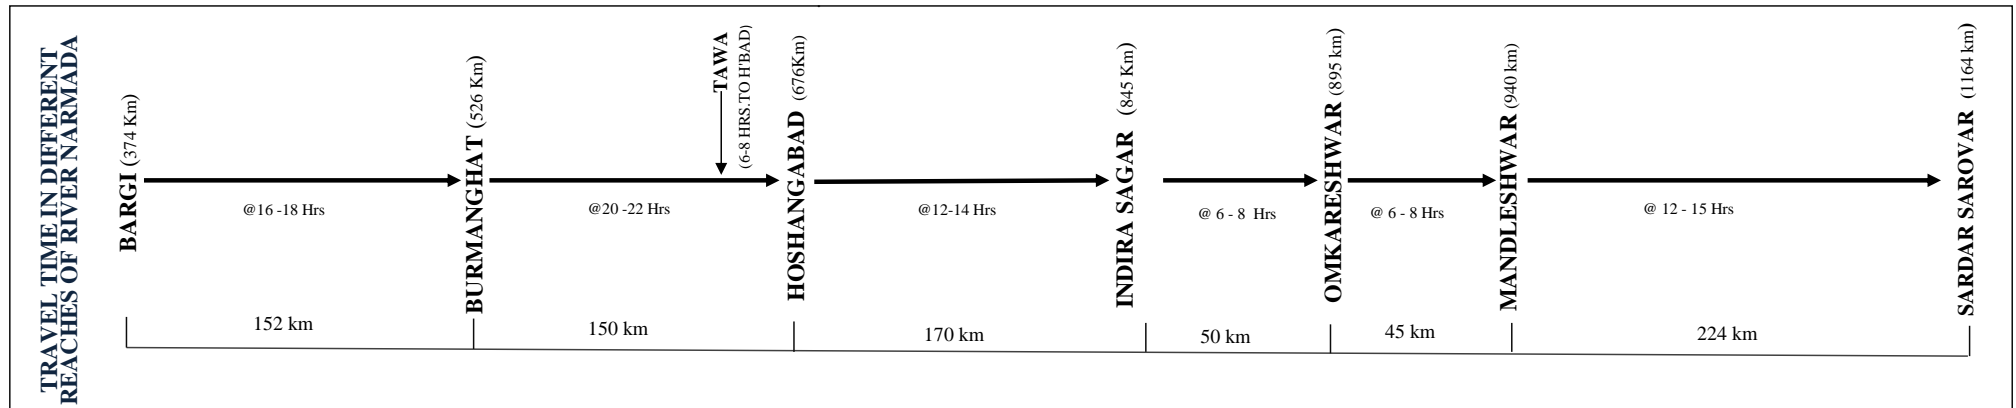 TRAVEL TIME IN DIFFERENT
REACHES OF RIVER NARMADA
BARGI (374 Km)
BURMANGHAT (526 Km)
TAWA
(6-8 HRS.TO H'BAD)
HOSHANGABAD (676Km)
INDIRA SAGAR (845 Km)
OMKARESHWAR (895 km)
MANDLESHWAR (940 km)
SARDAR SAROVAR (1164 km)
@16 -18 Hrs
@20 -22 Hrs
@12-14 Hrs
@ 6 - 8 Hrs
@ 6 - 8 Hrs
@ 12 - 15 Hrs
152 km
150 km
170 km
50 km
45 km
224 km